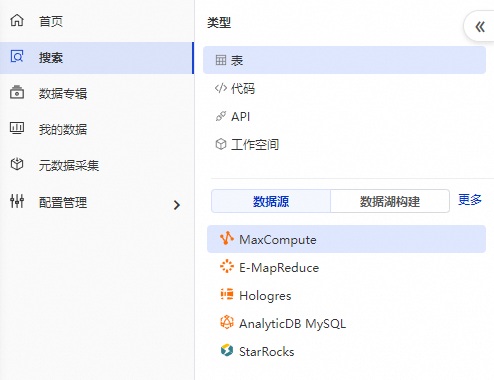 首页
搜索
数据专辑
我的数据
元数据采集
配置管理
类型
表
代码
API
工作空间
数据源
数据湖构建
更多
MaxCompute
E-MapReduce
Hologres
AnalyticDB MySQL
StarRocks